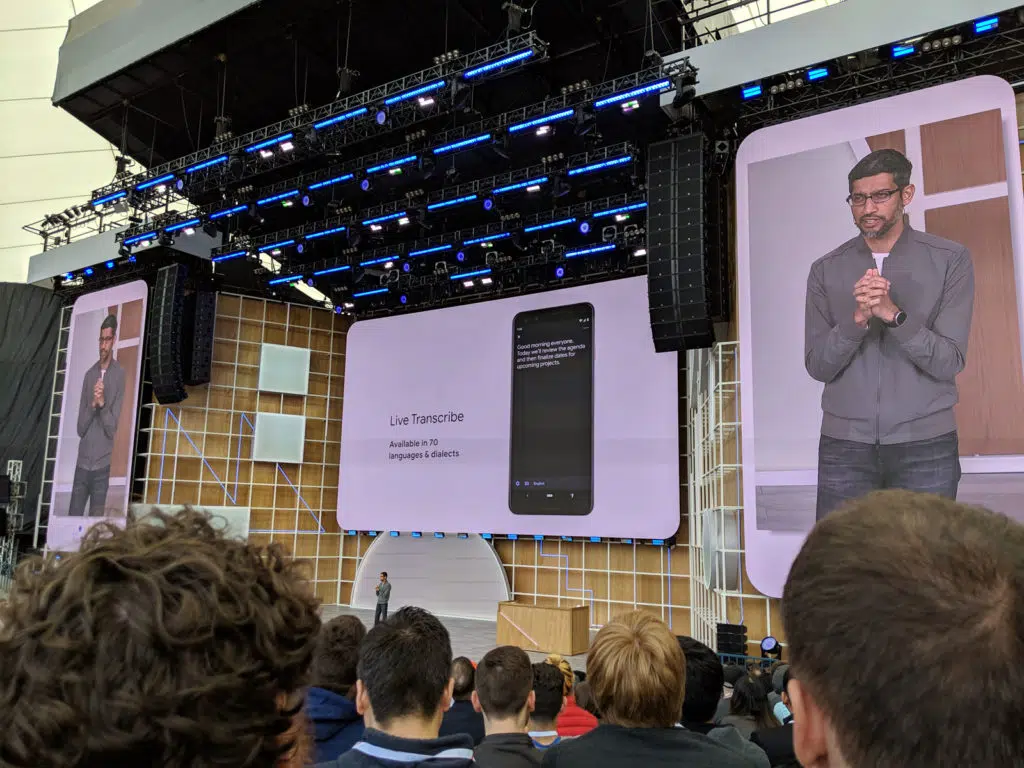 Live Transcribe
Available in 70
languages & dialects
Good morning everyone.
Today we'll review the agenda
and then finalize dates for
upcoming projects.
English